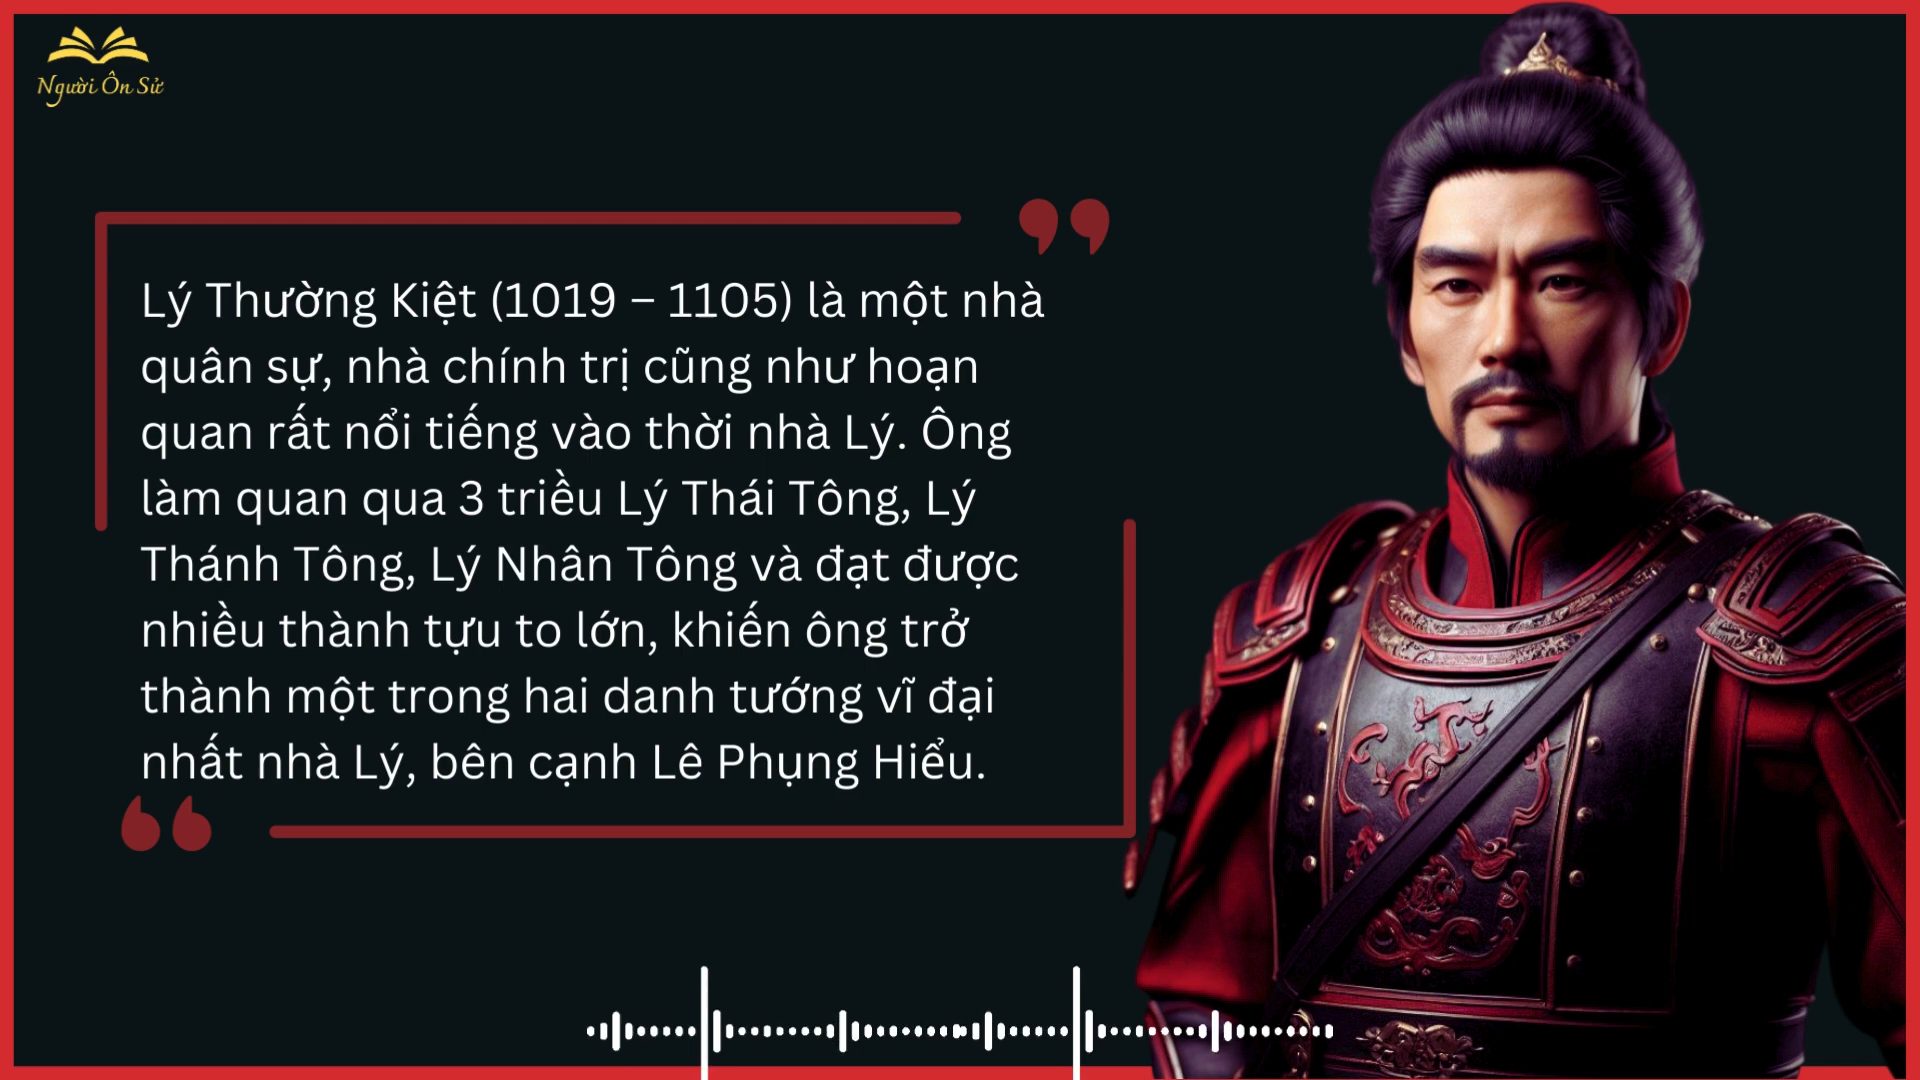 Người Ôn Sử
Lý Thường Kiệt (1019 – 1105) là một nhà
quân sự, nhà chính trị cũng như hoạn
quan rất nổi tiếng vào thời nhà Lý. Ông
làm quan qua 3 triều Lý Thái Tông, Lý
Thánh Tông, Lý Nhân Tông và đạt được
nhiều thành tựu to lớn, khiến ông trở
thành một trong hai danh tướng vĩ đại
nhất nhà Lý, bên cạnh Lê Phụng Hiểu.